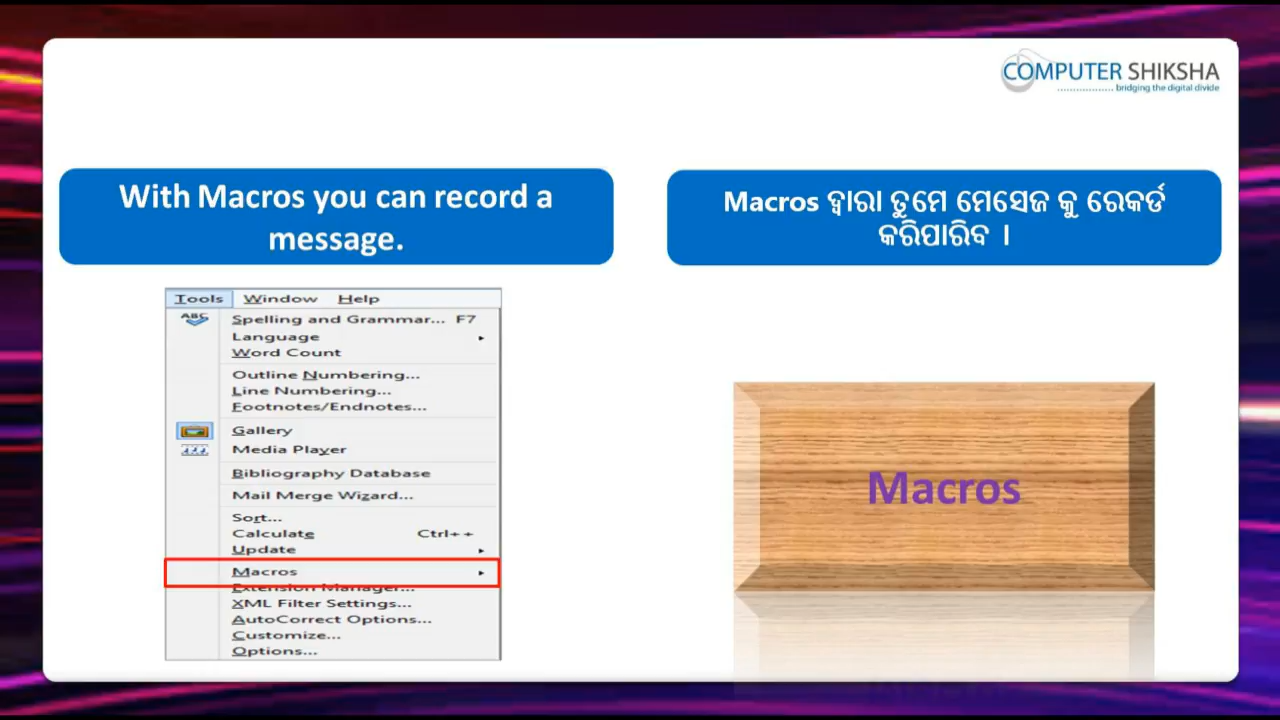 COMPUTER SHIKSHA
bridging the digital divide
With Macros you can record a
message.
Macros ଦ୍ୱାରା ତୁମେ ମେସେଜ କୁ ରେକର୍ଡ
କରିପାରିବ ।
Tools Window Help
ABC Spelling and Grammar... F7
Language
Word Count
Outline Numbering...
Line Numbering...
Footnotes/Endnotes...
Gallery
Media Player
Bibliography Database
Mail Merge Wizard...
Sort...
Calculate Ctrl++
Update
Macros
Extension Manager...
XML Filter Settings...
AutoCorrect Options...
Customize...
Options...
Macros